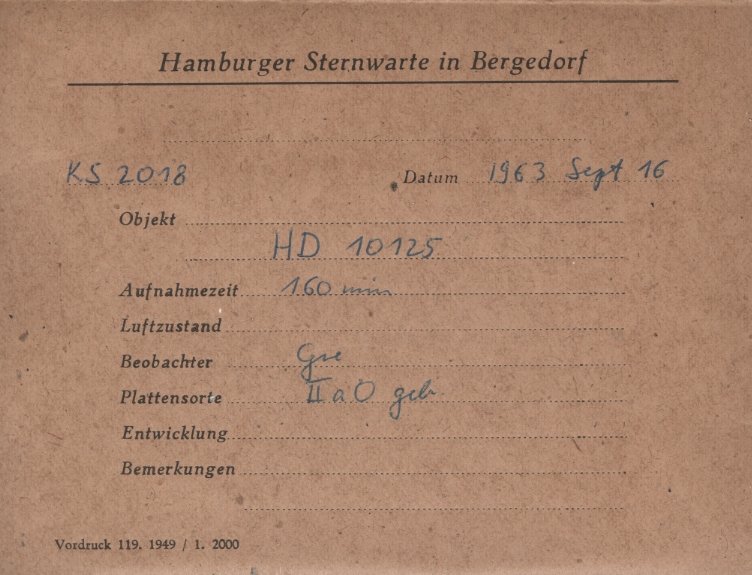 Hamburger Sternwarte in Bergedorf
KS 2018 Datum 1963 Sept 16
Objekt
HD 10125
Aufnahmezeit 160 min
Luftzustand
Beobachter Gre
Plattensorte II a O geb
Entwicklung
Bemerkungen
Vordruck 119. 1949 / 1. 2000